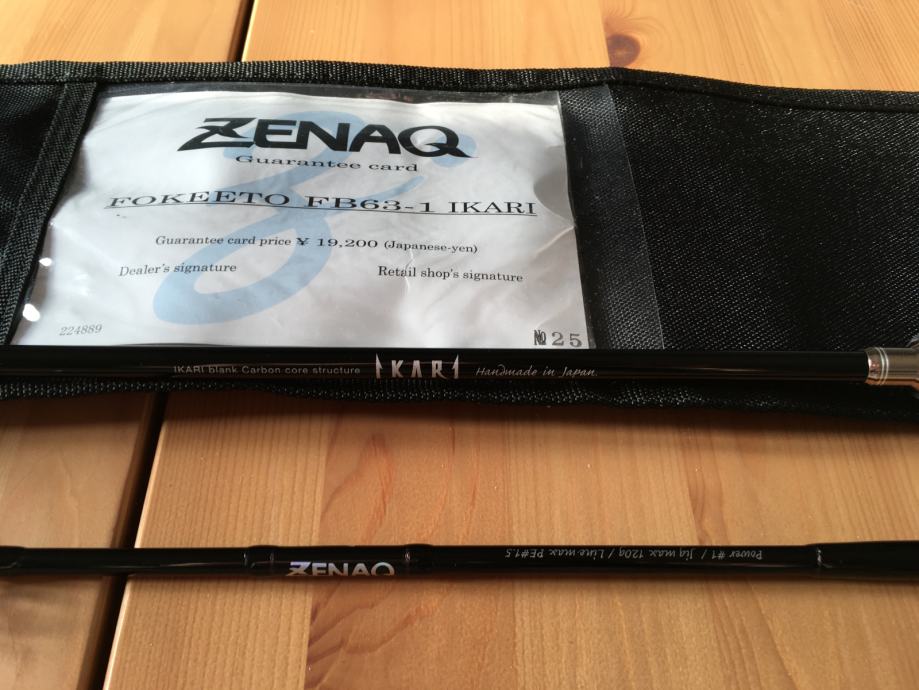 ZENAQ
Guarantee card
FOKEETO FB63-1 IKARI
Guarantee card price ¥ 19,200 (Japanese-yen)
Dealer's signature Retail shop's signature
224889 № 25
IKARI blank Carbon core structure IKARI Handmade in Japan.
ZENAQ Power #1 / Jig max 120g / Line max PE#1.5